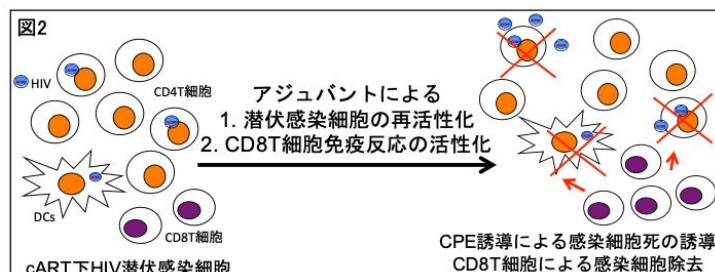 図2
HIV
CD4T細胞
DCs
CD8T細胞
cART下HIV潜伏感染細胞
アジュバントによる
1. 潜伏感染細胞の再活性化
2. CD8T細胞免疫反応の活性化
CPE誘導による感染細胞死の誘導
CD8T細胞による感染細胞除去